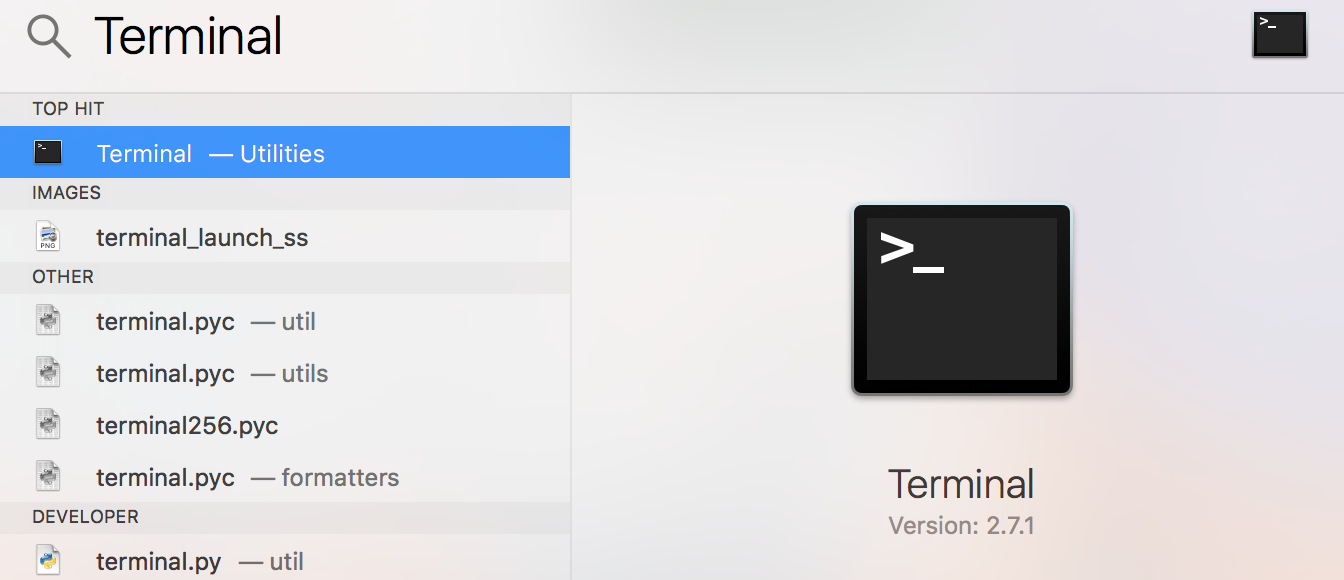 Terminal
>_
TOP HIT
>_ Terminal — Utilities
IMAGES
PNG terminal_launch_ss
OTHER
terminal.pyc — util
terminal.pyc — utils
terminal256.pyc
terminal.pyc — formatters
DEVELOPER
terminal.py — util
>_
Terminal
Version: 2.7.1